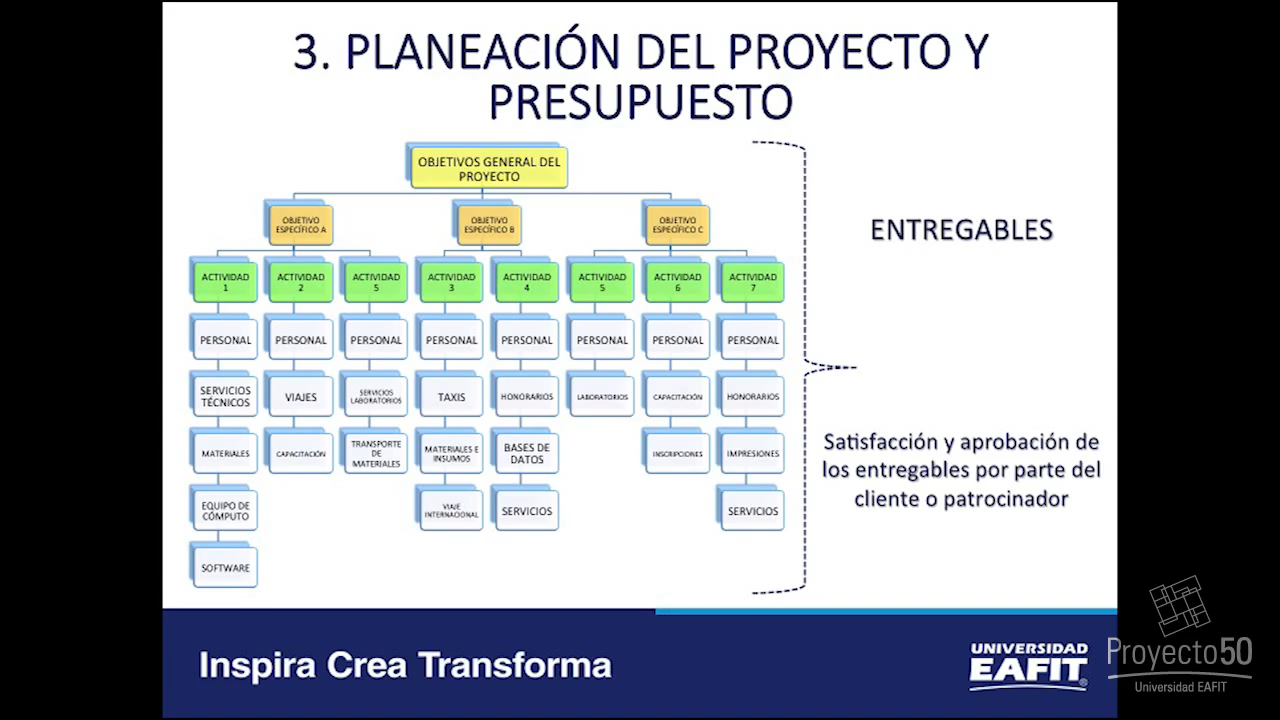 3. PLANEACIÓN DEL PROYECTO Y
PRESUPUESTO
OBJETIVOS GENERAL DEL
PROYECTO
OBJETIVO
ESPECÍFICO A
OBJETIVO
ESPECÍFICO B
OBJETIVO
ESPECÍFICO C
ACTIVIDAD
1
ACTIVIDAD
2
ACTIVIDAD
5
ACTIVIDAD
3
ACTIVIDAD
4
ACTIVIDAD
5
ACTIVIDAD
6
ACTIVIDAD
7
PERSONAL
PERSONAL
PERSONAL
PERSONAL
PERSONAL
PERSONAL
PERSONAL
PERSONAL
SERVICIOS
TÉCNICOS
VIAJES
SERVICIOS
LABORATORIOS
TAXIS
HONORARIOS
LABORATORIOS
CAPACITACIÓN
HONORARIOS
MATERIALES
CAPACITACIÓN
TRANSPORTE
DE
MATERIALES
MATERIALES E
INSUMOS
BASES DE
DATOS
INSCRIPCIONES
IMPRESIONES
EQUIPO DE
CÓMPUTO
VIAJE
INTERNACIONAL
SERVICIOS
SERVICIOS
SOFTWARE
ENTREGABLES
Satisfacción y aprobación de
los entregables por parte del
cliente o patrocinador
Inspira Crea Transforma
UNIVERSIDAD
EAFIT®
Proyecto50
Universidad EAFIT